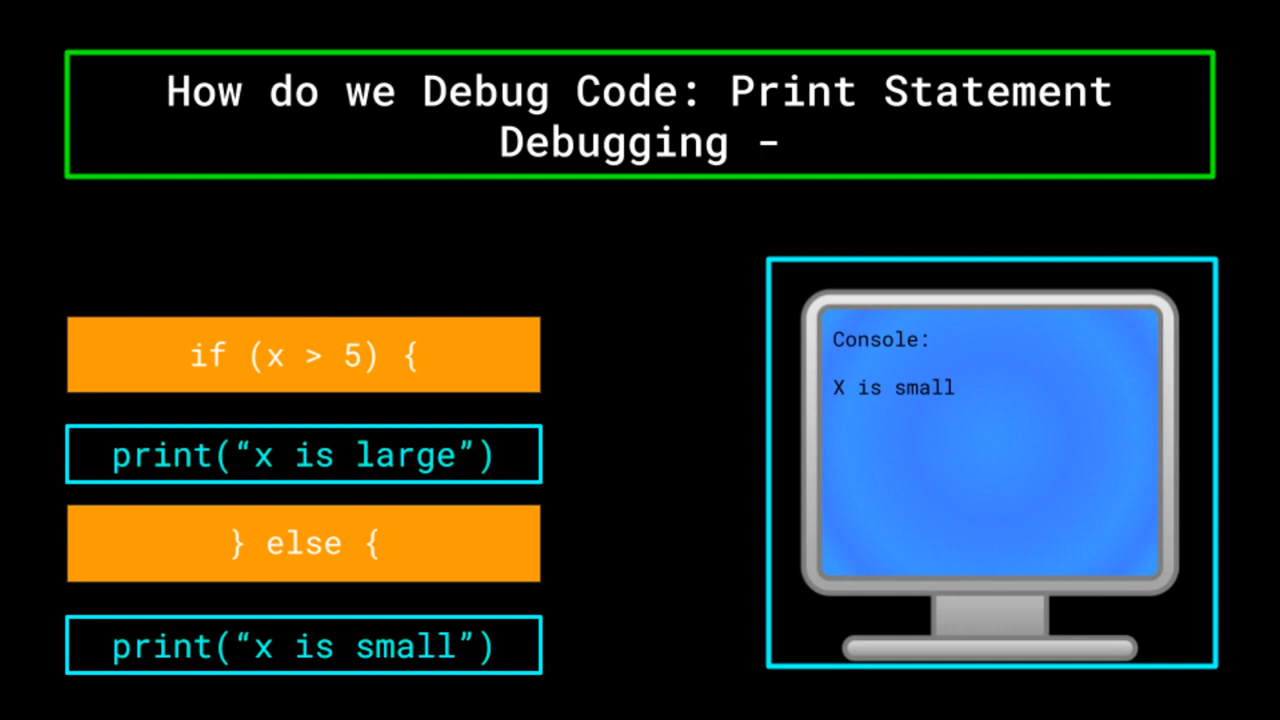 How do we Debug Code: Print Statement
Debugging -
if (x > 5) {
print(“x is large”)
} else {
print(“x is small”)
Console:
X is small